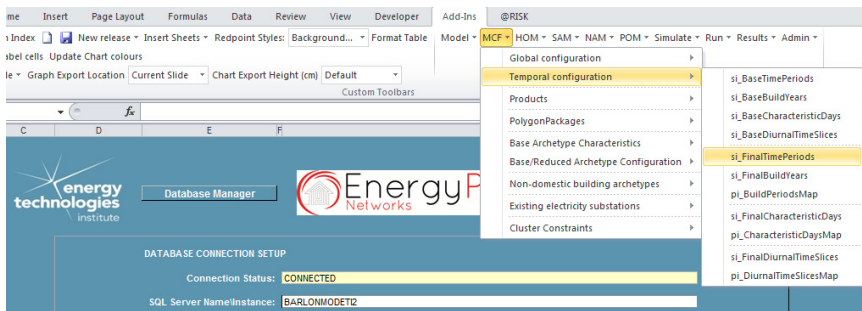 me Insert Page Layout Formulas Data Review View Developer Add-Ins @RISK
Index New release Insert Sheets Redpoint Styles: Background... Format Table Model MCF HOM SAM NAM POM Simulate Run Results Admin
abel cells Update Chart colours
Graph Export Location Current Slide Chart Export Height (cm) Default
Custom Toolbars
Global configuration
Temporal configuration
Products
PolygonPackages
Base Archetype Characteristics
Base/Reduced Archetype Configuration
Non-domestic building archetypes
Existing electricity substations
Cluster Constraints
si_BaseTimePeriods
si_BaseBuildYears
si_BaseCharacteristicDays
si_BaseDiurnalTimeSlices
si_FinalTimePeriods
si_FinalBuildYears
pi_BuildPeriodsMap
si_FinalCharacteristicDays
pi_CharacteristicDaysMap
si_FinalDiurnalTimeSlices
pi_DiurnalTimeSlicesMap
fx
C D E F
energy
technologies
institute
Database Manager
EnergyP
Networks
DATABASE CONNECTION SETUP
Connection Status: CONNECTED
SQL Server Name\Instance: BARLONMODETI2